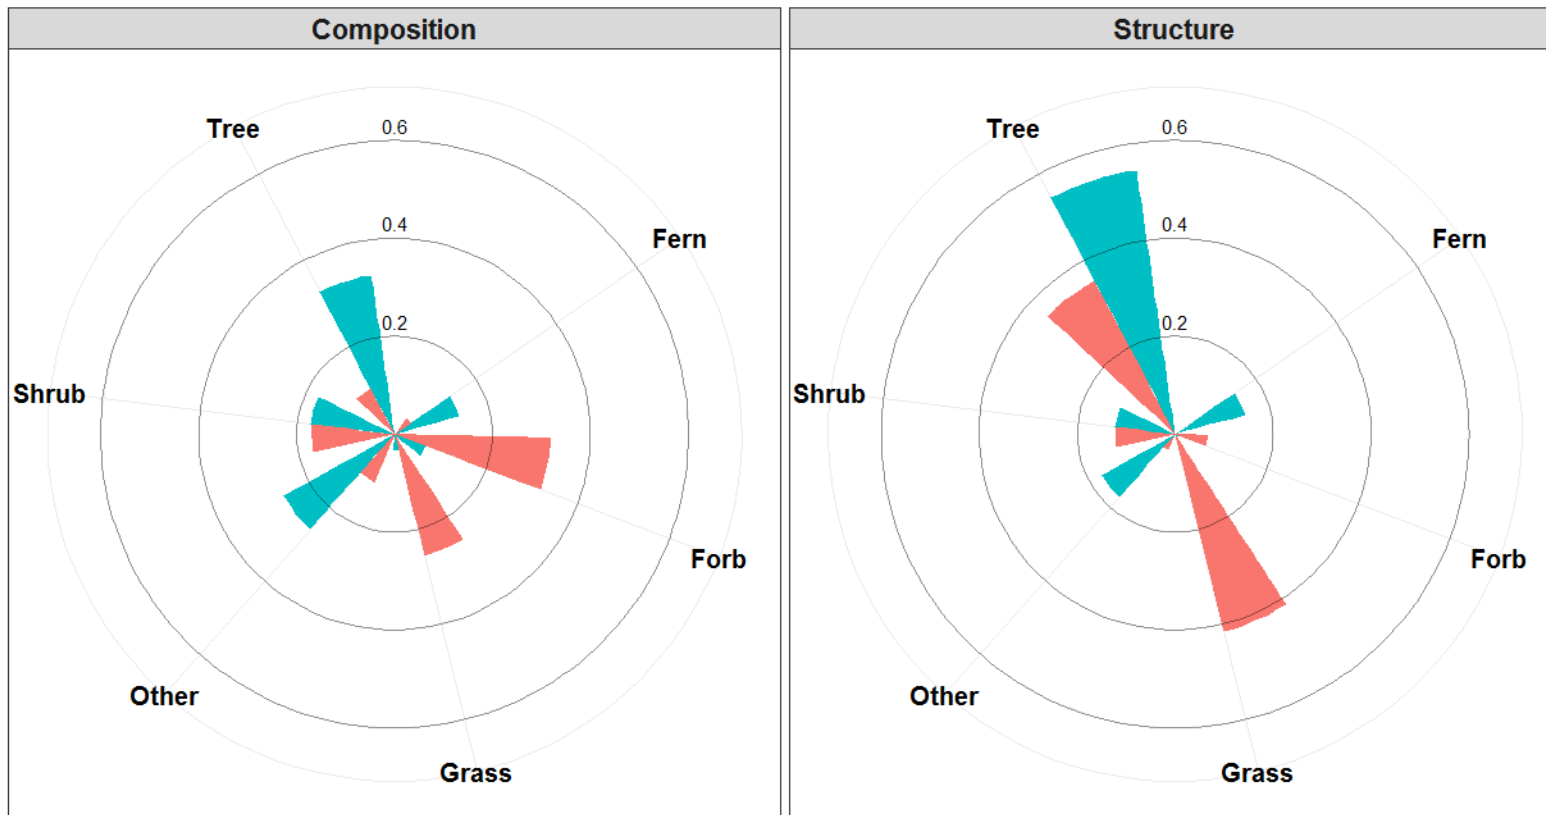 Composition
Tree
0.6
Fern
0.4
0.2
Shrub
Forb
Other
Grass
Structure
Tree
0.6
Fern
0.4
0.2
Shrub
Forb
Other
Grass